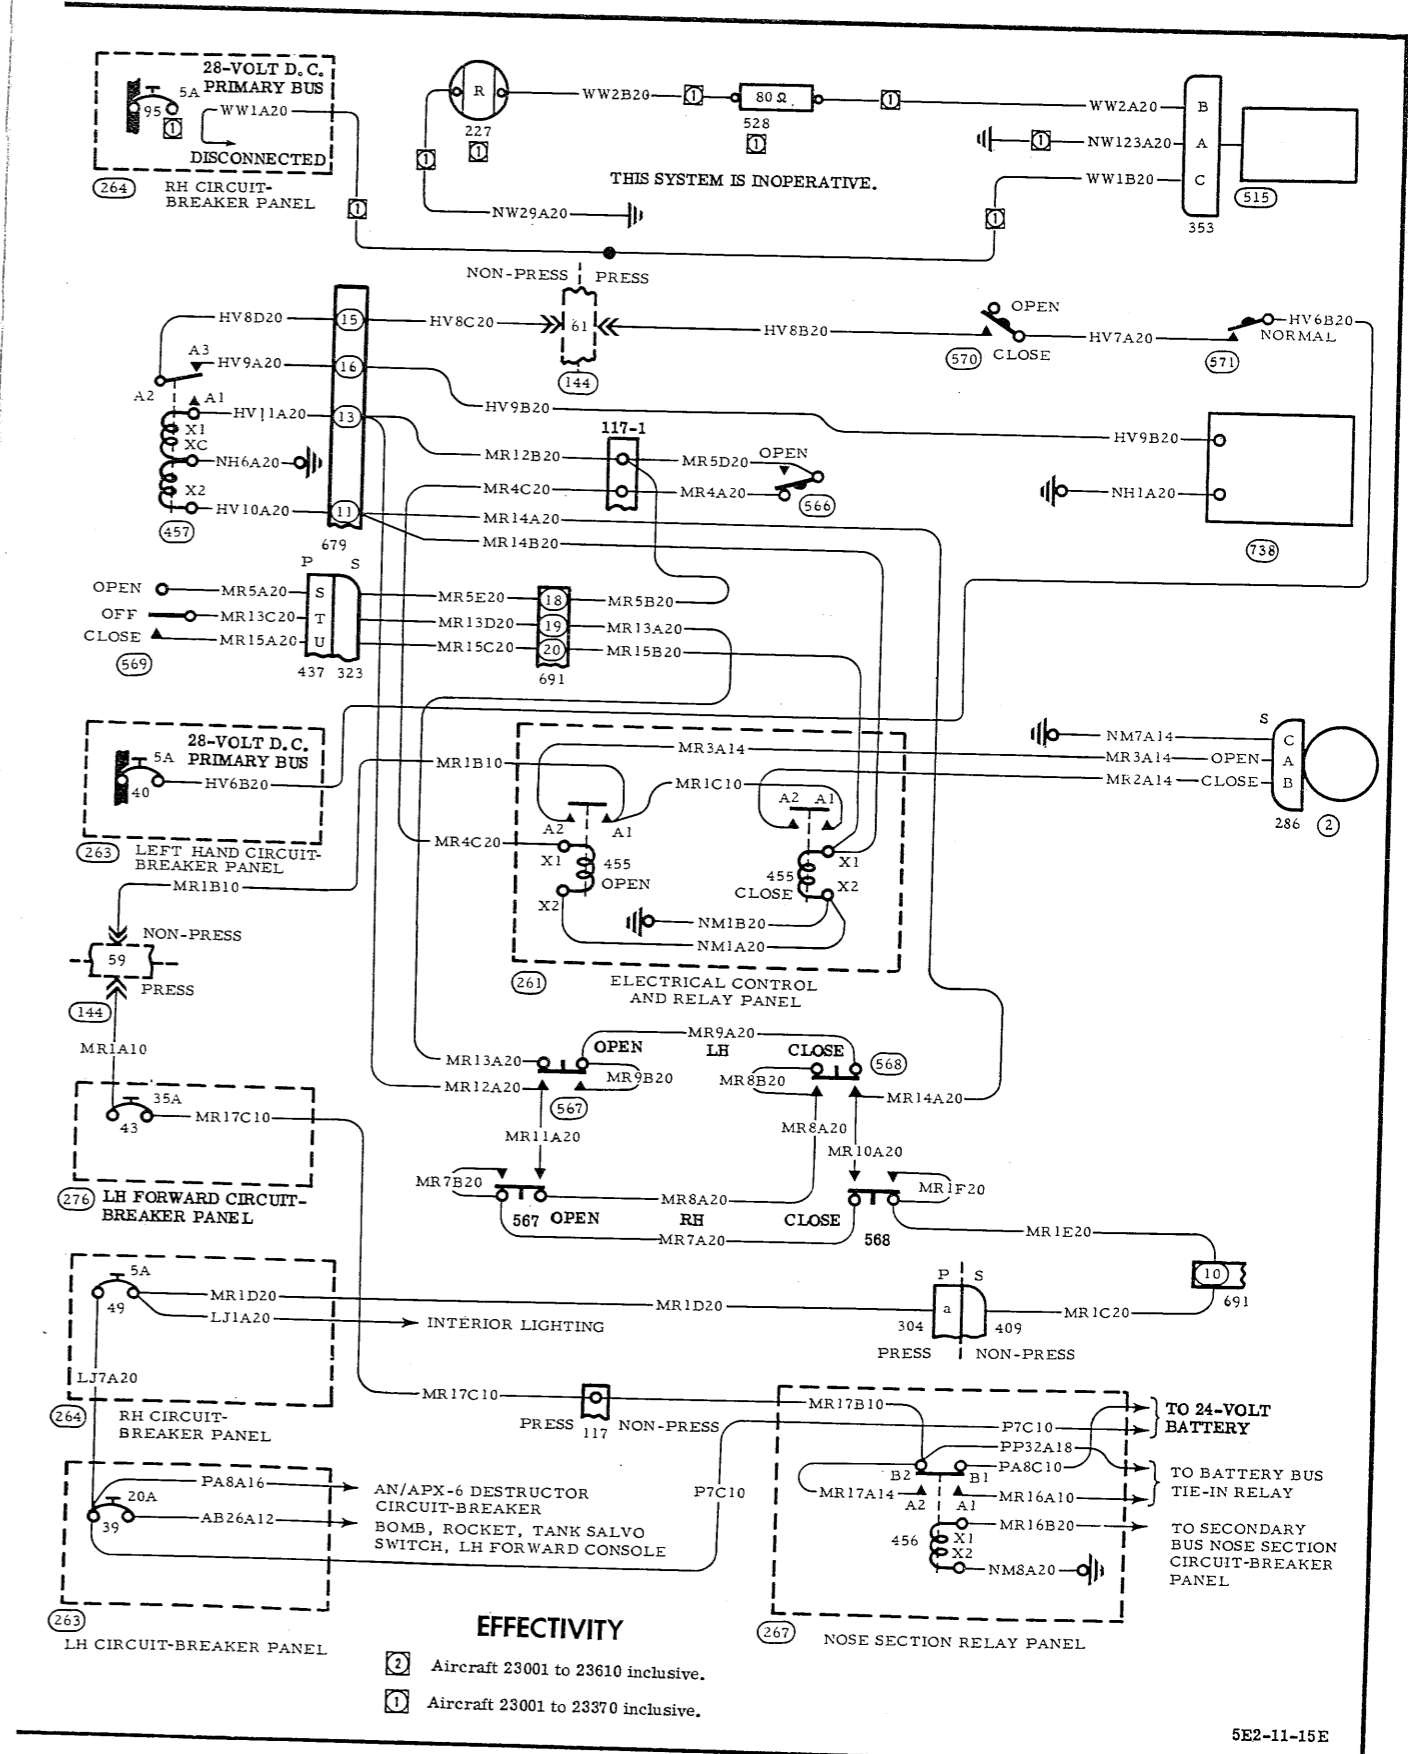 28-VOLT D.C.
PRIMARY BUS
5A
95
1
WW1A20
DISCONNECTED
264
RH CIRCUIT-
BREAKER PANEL
1
R
227
1
1
WW2B20
1
80 Ω
528
1
1
WW2A20
B
1
NW123A20
A
WW1B20
C
1
353
515
THIS SYSTEM IS INOPERATIVE.
NW29A20
NON-PRESS
PRESS
HV8D20
15
HV8C20
61
HV8B20
OPEN
CLOSE
570
HV7A20
HV6B20
NORMAL
571
144
A3
HV9A20
16
A2
A1
HV9B20
HV11A20
13
X1
XC
NH6A20
X2
HV10A20
11
457
679
117-1
MR12B20
MR5D20
OPEN
MR4C20
MR4A20
566
MR14A20
MR14B20
HV9B20
NH1A20
738
P
S
OPEN
MR5A20
S
MR5E20
18
MR5B20
OFF
MR13C20
T
MR13D20
19
MR13A20
CLOSE
MR15A20
U
MR15C20
20
MR15B20
569
437
323
691
28-VOLT D.C.
PRIMARY BUS
5A
40
HV6B20
263
LEFT HAND CIRCUIT-
BREAKER PANEL
MR1B10
MR3A14
MR1B10
MR1C10
A2
A1
A2
A1
MR4C20
X1
455
OPEN
X2
X1
455
CLOSE
X2
NM1B20
NM1A20
261
ELECTRICAL CONTROL
AND RELAY PANEL
S
NM7A14
C
MR3A14
OPEN
A
MR2A14
CLOSE
B
286
2
NON-PRESS
59
PRESS
144
MR1A10
35A
43
MR17C10
276
LH FORWARD CIRCUIT-
BREAKER PANEL
MR9A20
OPEN
LH
CLOSE
568
MR13A20
MR9B20
MR8B20
MR12A20
567
MR14A20
MR11A20
MR8A20
MR10A20
MR7B20
MR8A20
MR1F20
567
OPEN
RH
CLOSE
568
MR7A20
MR1E20
10
691
5A
49
MR1D20
LJ1A20
INTERIOR LIGHTING
MR1D20
P
S
a
304
409
MR1C20
PRESS
NON-PRESS
LJ7A20
264
RH CIRCUIT-
BREAKER PANEL
MR17C10
PRESS
117
NON-PRESS
P7C10
MR17B10
P7C10
TO 24-VOLT
BATTERY
PP32A18
B2
B1
PA8C10
MR17A14
A2
A1
MR16A10
TO BATTERY BUS
TIE-IN RELAY
456
X1
MR16B20
X2
NM8A20
TO SECONDARY
BUS NOSE SECTION
CIRCUIT-BREAKER
PANEL
267
NOSE SECTION RELAY PANEL
PA8A16
20A
39
AB26A12
AN/APX-6 DESTRUCTOR
CIRCUIT-BREAKER
BOMB, ROCKET, TANK SALVO
SWITCH, LH FORWARD CONSOLE
263
LH CIRCUIT-BREAKER PANEL
EFFECTIVITY
2 Aircraft 23001 to 23610 inclusive.
1 Aircraft 23001 to 23370 inclusive.
5E2-11-15E